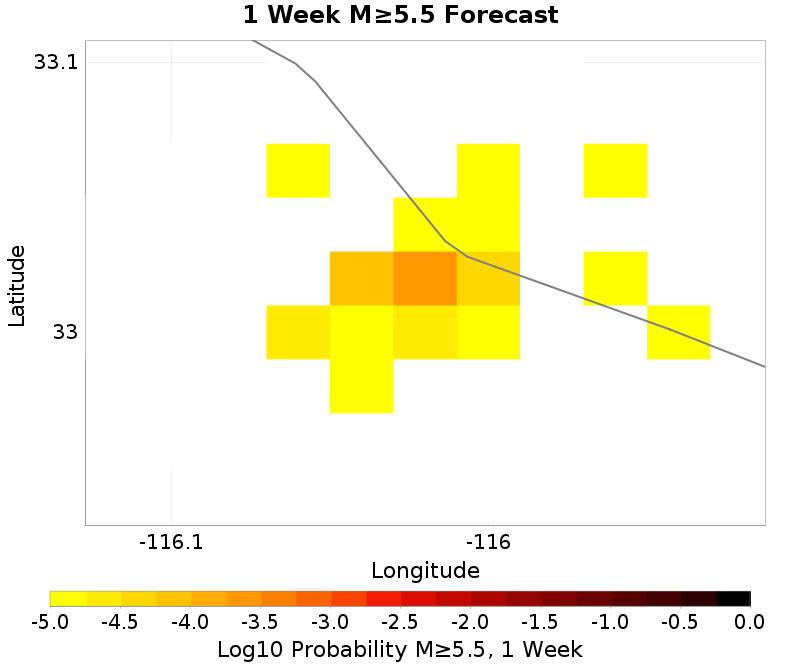 1 Week M≥5.5 Forecast
33.1
33
Latitude
-116.1 -116
Longitude
-5.0 -4.5 -4.0 -3.5 -3.0 -2.5 -2.0 -1.5 -1.0 -0.5 0.0
Log10 Probability M≥5.5, 1 Week